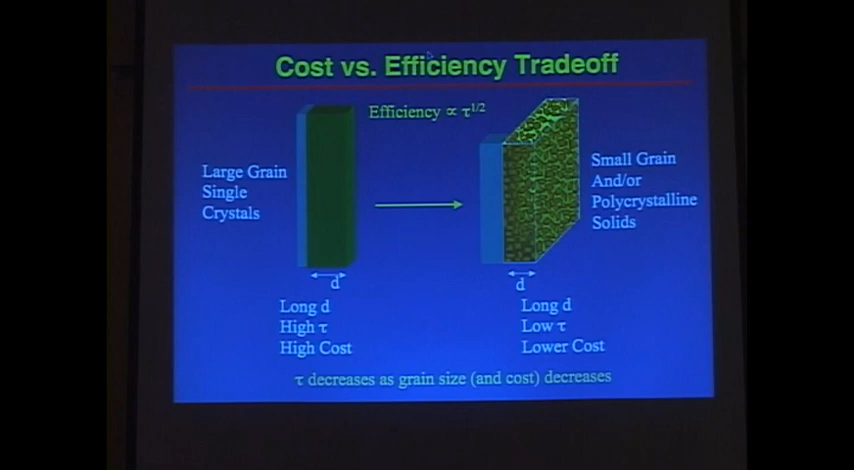 Cost vs. Efficiency Tradeoff
Efficiency ∝ τ1/2
Large Grain
Single
Crystals
Small Grain
And/or
Polycrystalline
Solids
d
d
Long d
High τ
High Cost
Long d
Low τ
Lower Cost
τ decreases as grain size (and cost) decreases